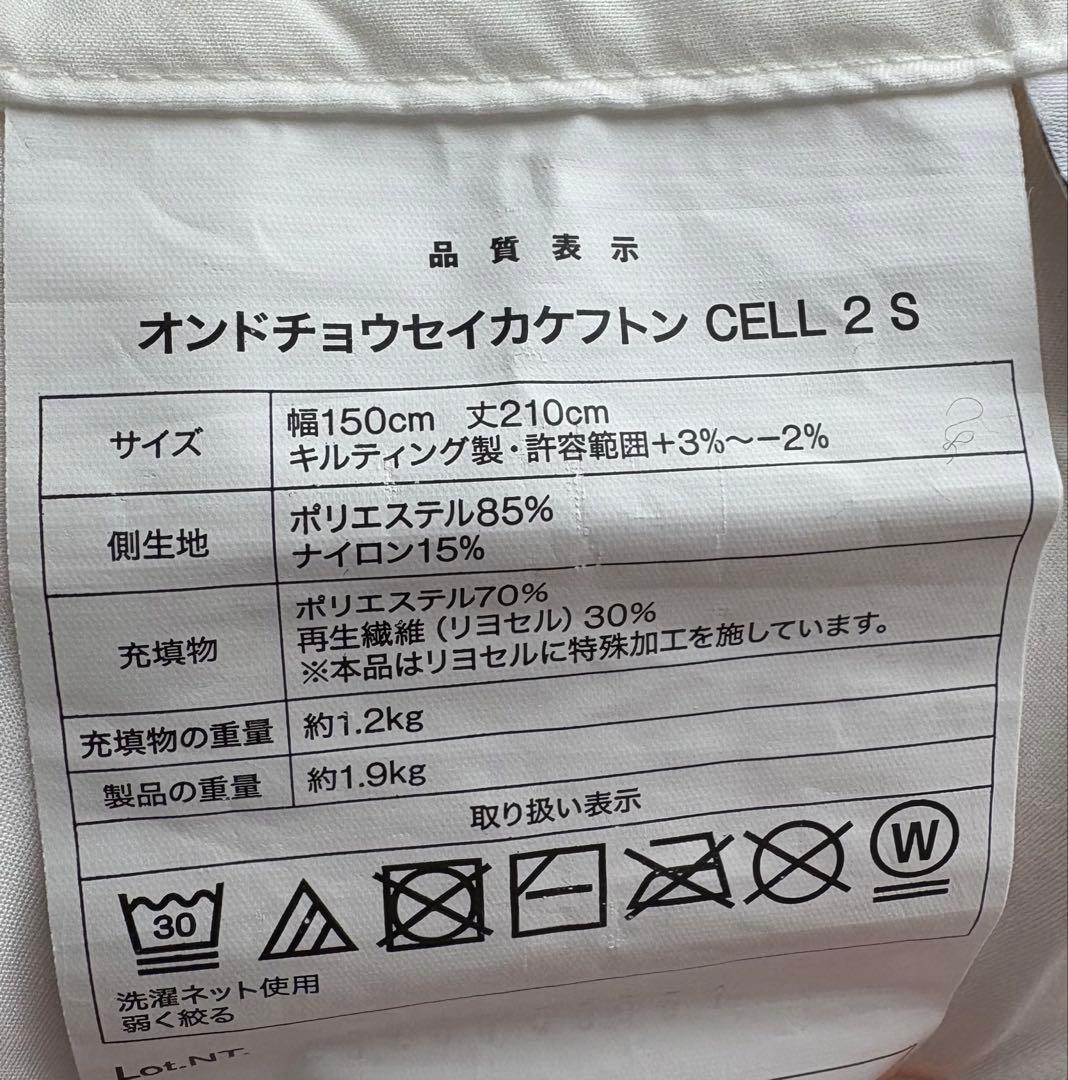 品質表示
オンドチョウセイカケフトン CELL 2 S
サイズ
幅150cm 丈210cm
キルティング製・許容範囲+3%〜−2%
側生地
ポリエステル85%
ナイロン15%
充填物
ポリエステル70%
再生繊維 (リヨセル) 30%
※本品はリヨセルに特殊加工を施しています。
充填物の重量
約1.2kg
製品の重量
約1.9kg
取り扱い表示
30
W
洗濯ネット使用
弱く絞る
Lot.NT.